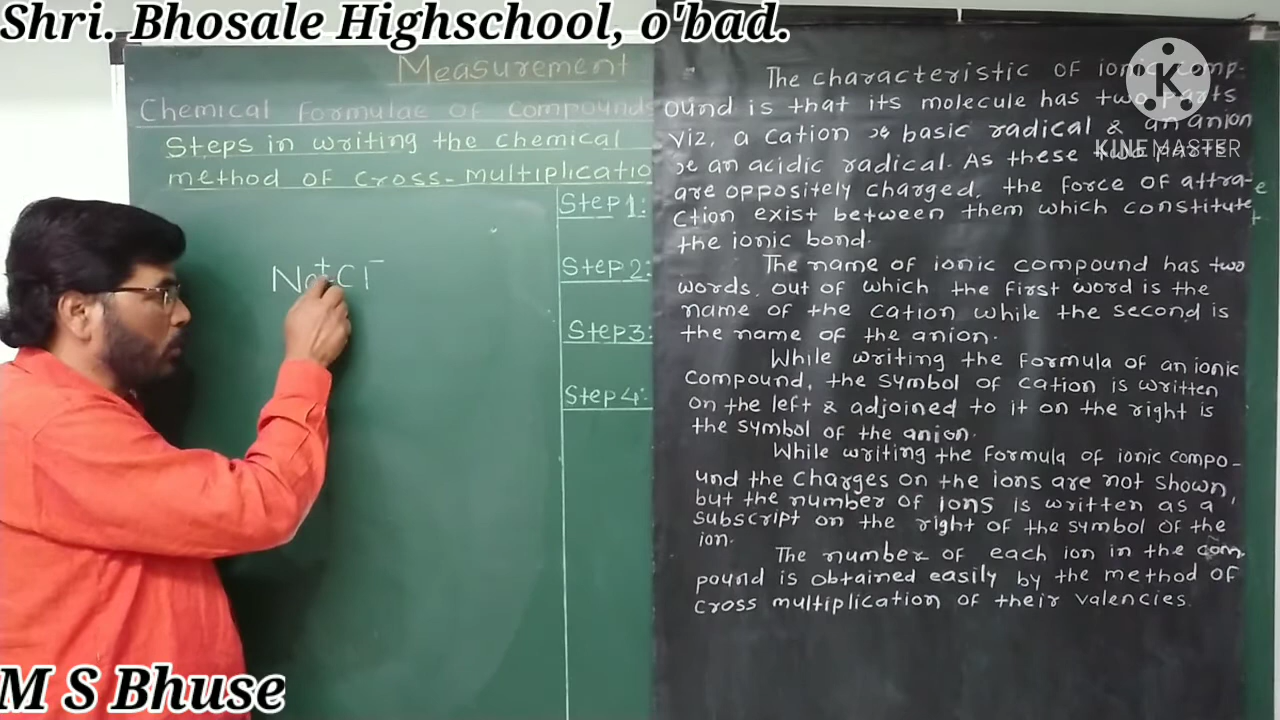 Shri. Bhosale Highschool, o'bad.
Measurement
Chemical formulae of compounds
Steps in writing the chemical
method of cross-multiplicatio
Step 1:
Step 2:
Step 3:
Step 4:
Na+Cl-
The characteristic of ionic comp-
ound is that its molecule has two parts
viz, a cation basic radical & an anion
an acidic radical. As these two parts
are oppositely charged, the force of attra-
ction exist between them which constitute
the ionic bond.
The name of ionic compound has two
words. out of which the first word is the
name of the cation while the second is
the name of the anion.
While writing the formula of an ionic
compound, the symbol of cation is written
on the left & adjoined to it on the right is
the symbol of the anion.
While writing the formula of ionic compo-
und the charges on the ions are not shown,
but the number of ions is written as a
subscript on the right of the symbol of the
ion.
The number of each ion in the com
pound is obtained easily by the method of
cross multiplication of their valencies.
K
KINEMASTER
M S Bhuse